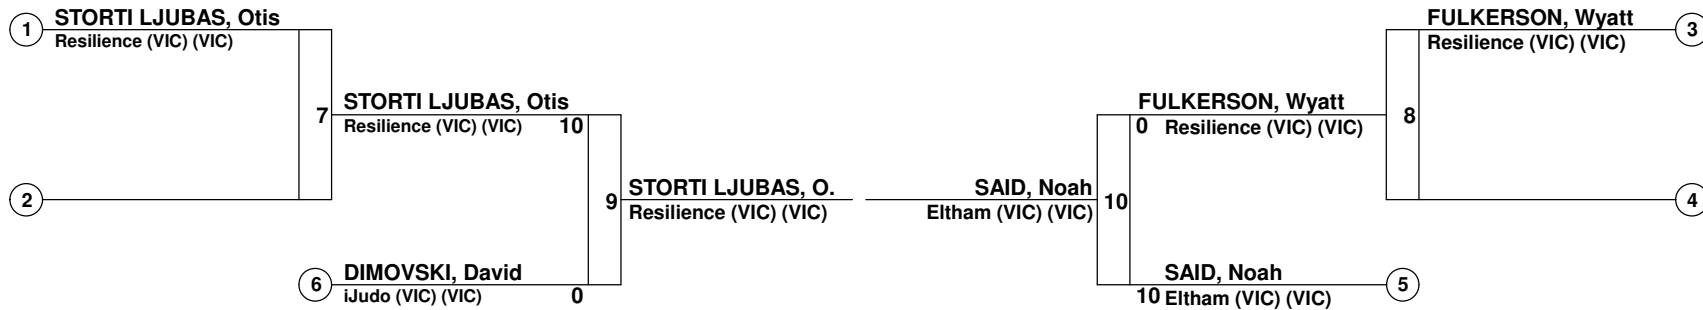 1
STORTI LJUBAS, Otis
Resilience (VIC) (VIC)
2
7
STORTI LJUBAS, Otis
Resilience (VIC) (VIC)
10
6
DIMOVSKI, David
iJudo (VIC) (VIC)
0
9
STORTI LJUBAS, O.
Resilience (VIC) (VIC)
SAID, Noah
Eltham (VIC) (VIC)
10
FULKERSON, Wyatt
0 Resilience (VIC) (VIC)
SAID, Noah
10 Eltham (VIC) (VIC)
5
8
FULKERSON, Wyatt
Resilience (VIC) (VIC)
3
4